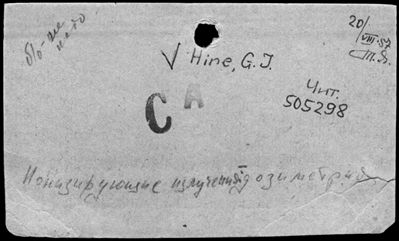 20/VIII-57
V Hine, G. J.
Чит.
505298
С А
Ионизирующие излучения дозиметрия